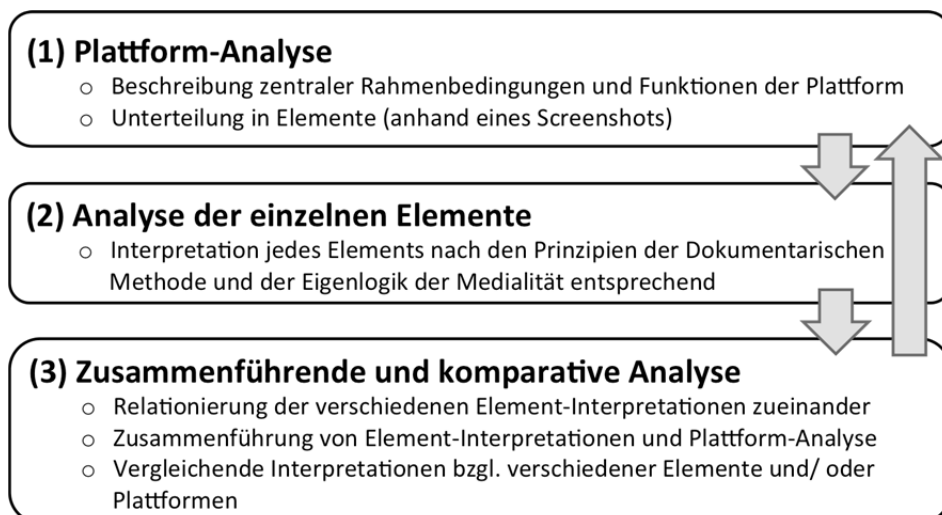 (1) Plattform-Analyse
○ Beschreibung zentraler Rahmenbedingungen und Funktionen der Plattform
○ Unterteilung in Elemente (anhand eines Screenshots)
(2) Analyse der einzelnen Elemente
○ Interpretation jedes Elements nach den Prinzipien der Dokumentarischen
Methode und der Eigenlogik der Medialität entsprechend
(3) Zusammenführende und komparative Analyse
○ Relationierung der verschiedenen Element-Interpretationen zueinander
○ Zusammenführung von Element-Interpretationen und Plattform-Analyse
○ Vergleichende Interpretationen bzgl. verschiedener Elemente und/ oder
Plattformen